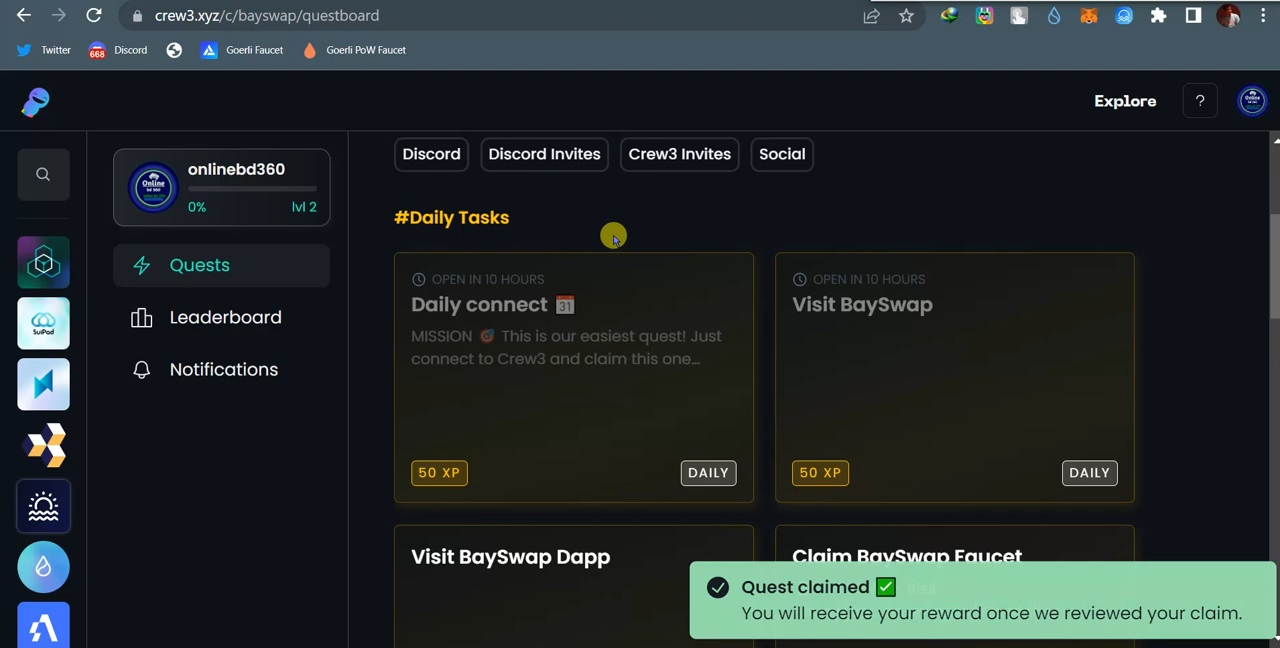 crew3.xyz/c/bayswap/questboard
Twitter
668
Discord
Goerli Faucet
Goerli PoW Faucet
Explore
?
onlinebd360
0%
lvl 2
Quests
Leaderboard
Notifications
SuiPad
Online
Discord
Discord Invites
Crew3 Invites
Social
#Daily Tasks
OPEN IN 10 HOURS
Daily connect
MISSION 🎯 This is our easiest quest! Just
connect to Crew3 and claim this one...
50 XP
DAILY
OPEN IN 10 HOURS
Visit BaySwap
50 XP
DAILY
Visit BaySwap Dapp
Claim BaySwap Faucet
Quest claimed ✅
You will receive your reward once we reviewed your claim.